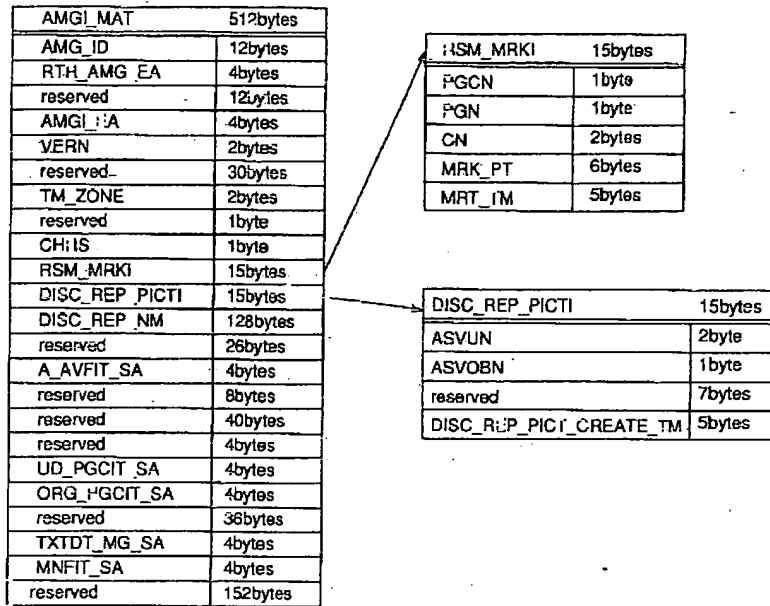 AMGI_MAT 512bytes
AMG_ID 12bytes
RTH_AMG_EA 4bytes
reserved 12bytes
AMGI_EA 4bytes
VERN 2bytes
reserved 30bytes
TM_ZONE 2bytes
reserved 1byte
CHHS 1byte
RSM_MRKI 15bytes
DISC_REP_PICTI 15bytes
DISC_REP_NM 128bytes
reserved 26bytes
A_AVFIT_SA 4bytes
reserved 8bytes
reserved 40bytes
reserved 4bytes
UD_PGCIT_SA 4bytes
ORG_PGCIT_SA 4bytes
reserved 36bytes
TXTDT_MG_SA 4bytes
MNFIT_SA 4bytes
reserved 152bytes
RSM_MRKI 15bytes
PGCN 1byte
PGN 1byte
CN 2bytes
MRK_PT 6bytes
MRT_TM 5bytes
DISC_REP_PICTI 15bytes
ASVUN 2byte
ASVOBN 1byte
reserved 7bytes
DISC_REP_PICT_CREATE_TM 5bytes